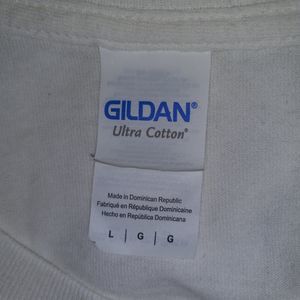 GILDAN®
Ultra Cotton®
Made in Dominican Republic
Fabriqué en République Dominicaine
Hecho en República Dominicana
L | G | G